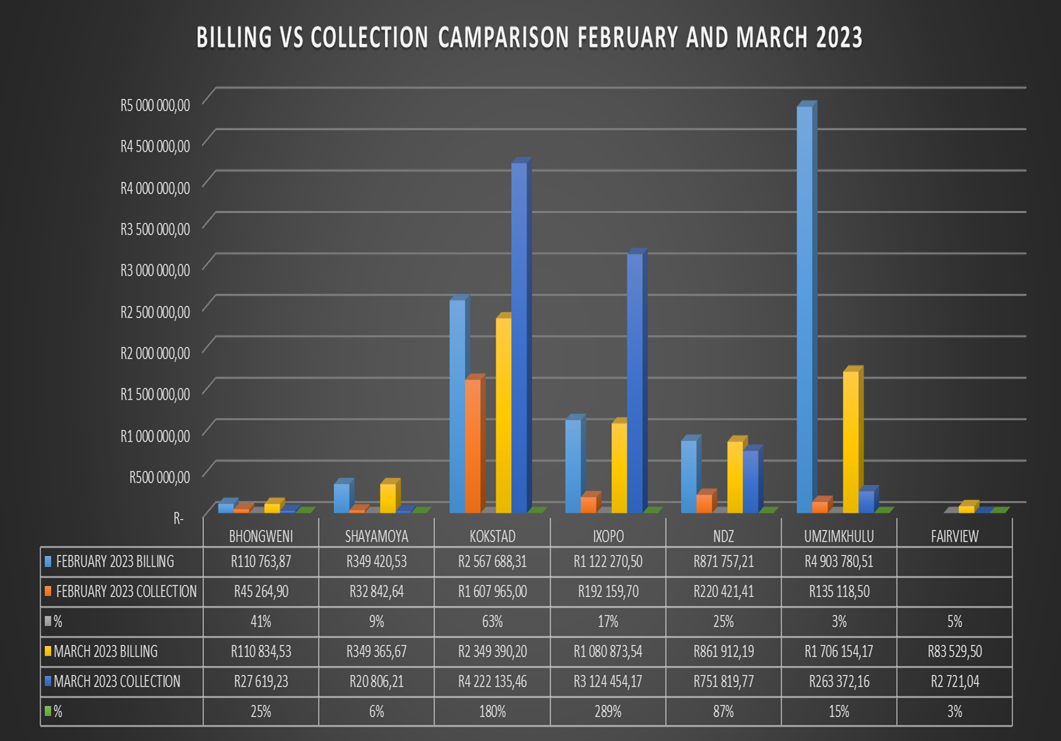 BILLING VS COLLECTION CAMPARISON FEBRUARY AND MARCH 2023
R5 000 000,00
R4 500 000,00
R4 000 000,00
R3 500 000,00
R3 000 000,00
R2 500 000,00
R2 000 000,00
R1 500 000,00
R1 000 000,00
R500 000,00
R-
BHONGWENI SHAYAMOYA KOKSTAD IXOPO NDZ UMZIMKHULU FAIRVIEW
FEBRUARY 2023 BILLING R110 763,87 R349 420,53 R2 567 688,31 R1 122 270,50 R871 757,21 R4 903 780,51
FEBRUARY 2023 COLLECTION R45 264,90 R32 842,64 R1 607 965,00 R192 159,70 R220 421,41 R135 118,50
% 41% 9% 63% 17% 25% 3% 5%
MARCH 2023 BILLING R110 834,53 R349 365,67 R2 349 390,20 R1 080 873,54 R861 912,19 R1 706 154,17 R83 529,50
MARCH 2023 COLLECTION R27 619,23 R20 806,21 R4 222 135,46 R3 124 454,17 R751 819,77 R263 372,16 R2 721,04
% 25% 6% 180% 289% 87% 15% 3%